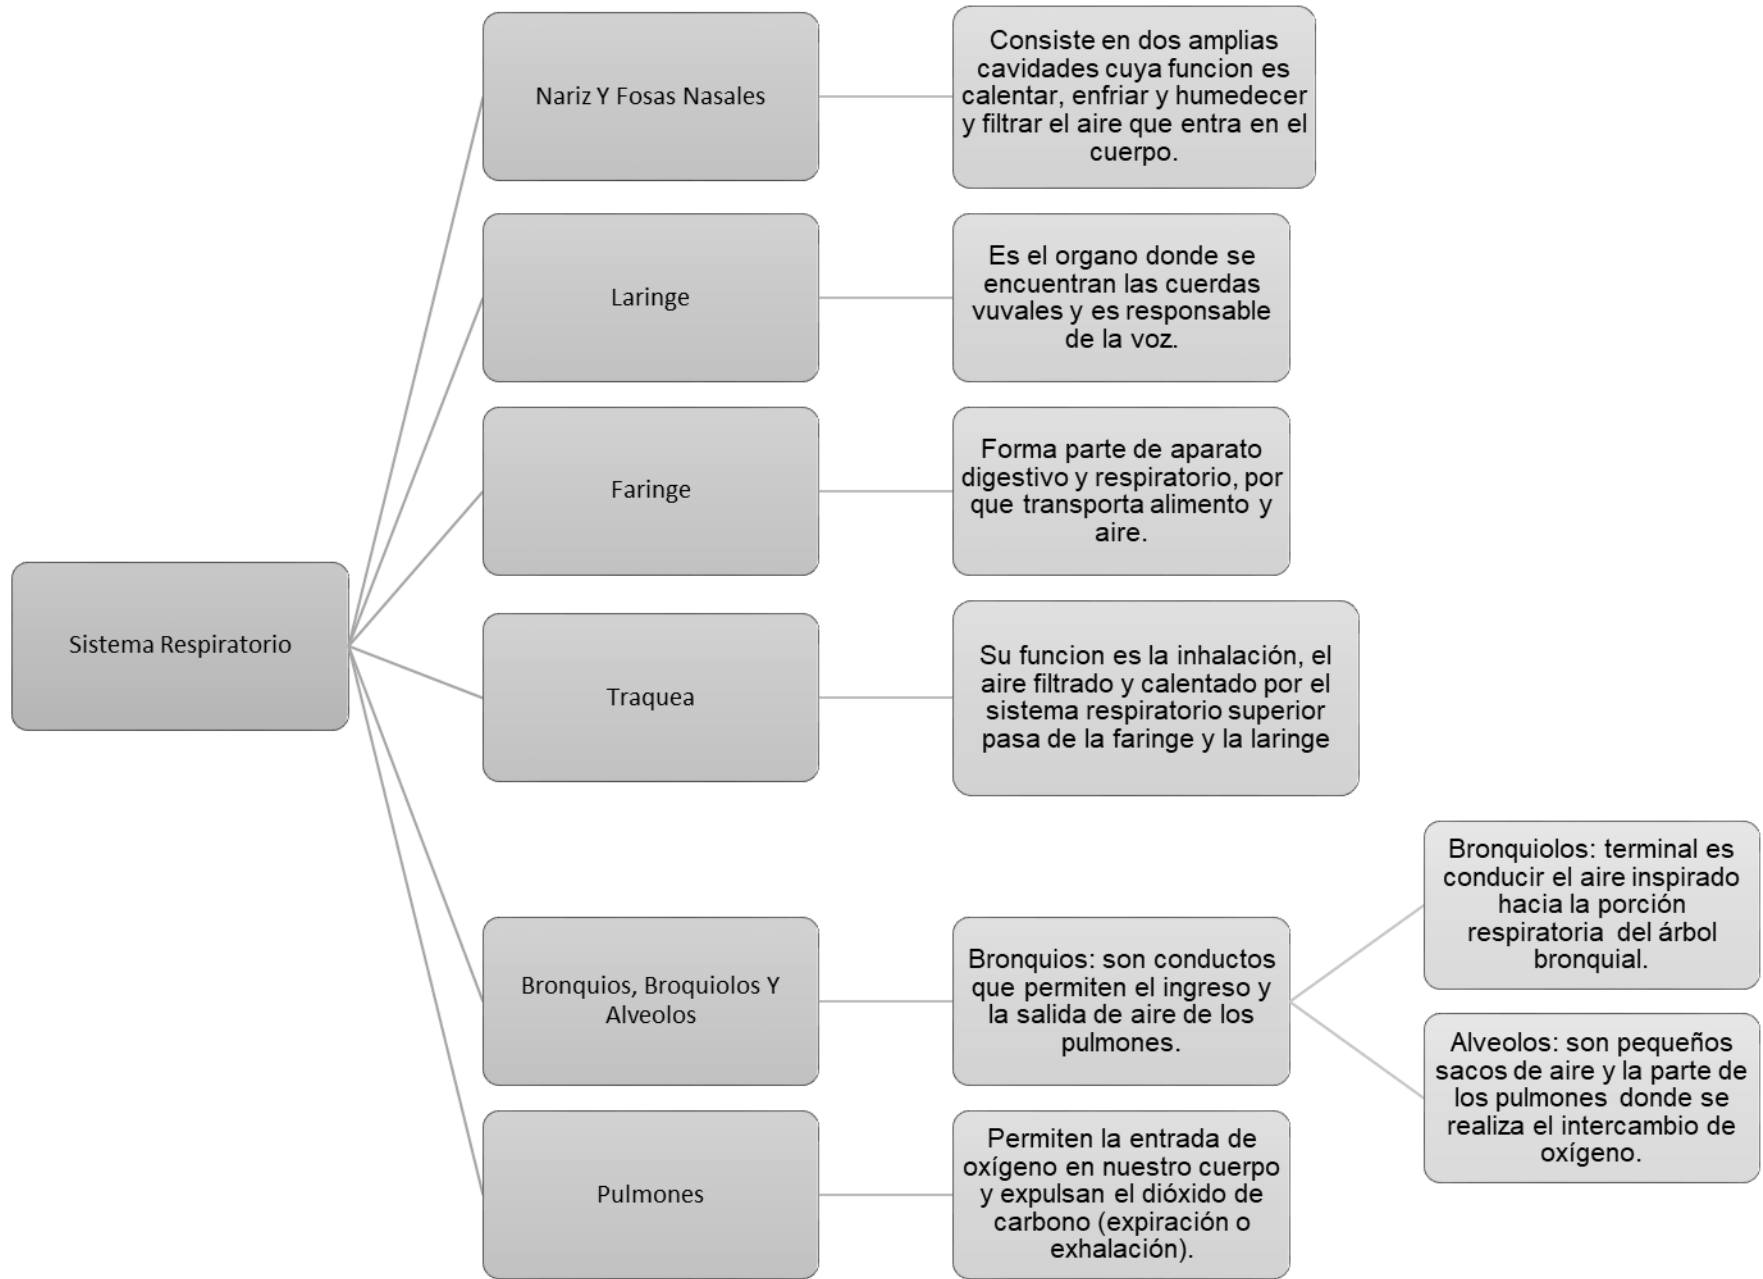 Sistema Respiratorio
Nariz Y Fosas Nasales
Consiste en dos amplias
cavidades cuya funcion es
calentar, enfriar y humedecer
y filtrar el aire que entra en el
cuerpo.
Laringe
Es el organo donde se
encuentran las cuerdas
vuvales y es responsable
de la voz.
Faringe
Forma parte de aparato
digestivo y respiratorio, por
que transporta alimento y
aire.
Traquea
Su funcion es la inhalación, el
aire filtrado y calentado por el
sistema respiratorio superior
pasa de la faringe y la laringe
Bronquios, Broquiolos Y
Alveolos
Bronquios: son conductos
que permiten el ingreso y
la salida de aire de los
pulmones.
Bronquiolos: terminal es
conducir el aire inspirado
hacia la porción
respiratoria del árbol
bronquial.
Alveolos: son pequeños
sacos de aire y la parte de
los pulmones donde se
realiza el intercambio de
oxígeno.
Pulmones
Permiten la entrada de
oxígeno en nuestro cuerpo
y expulsan el dióxido de
carbono (expiración o
exhalación).